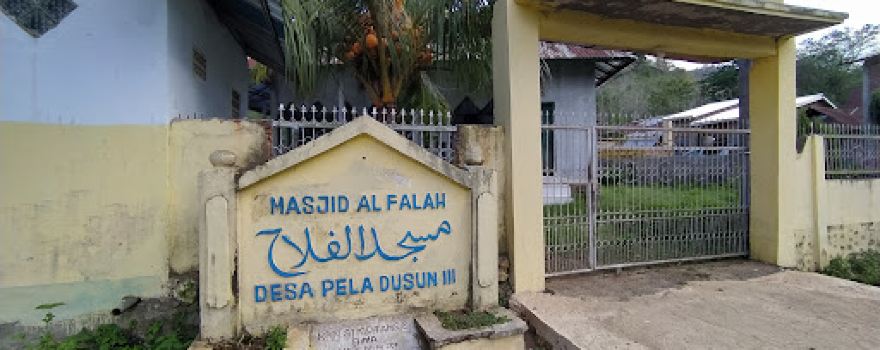 MASJID AL FALAH
مسجد الفلاح
DESA PELA DUSUN III